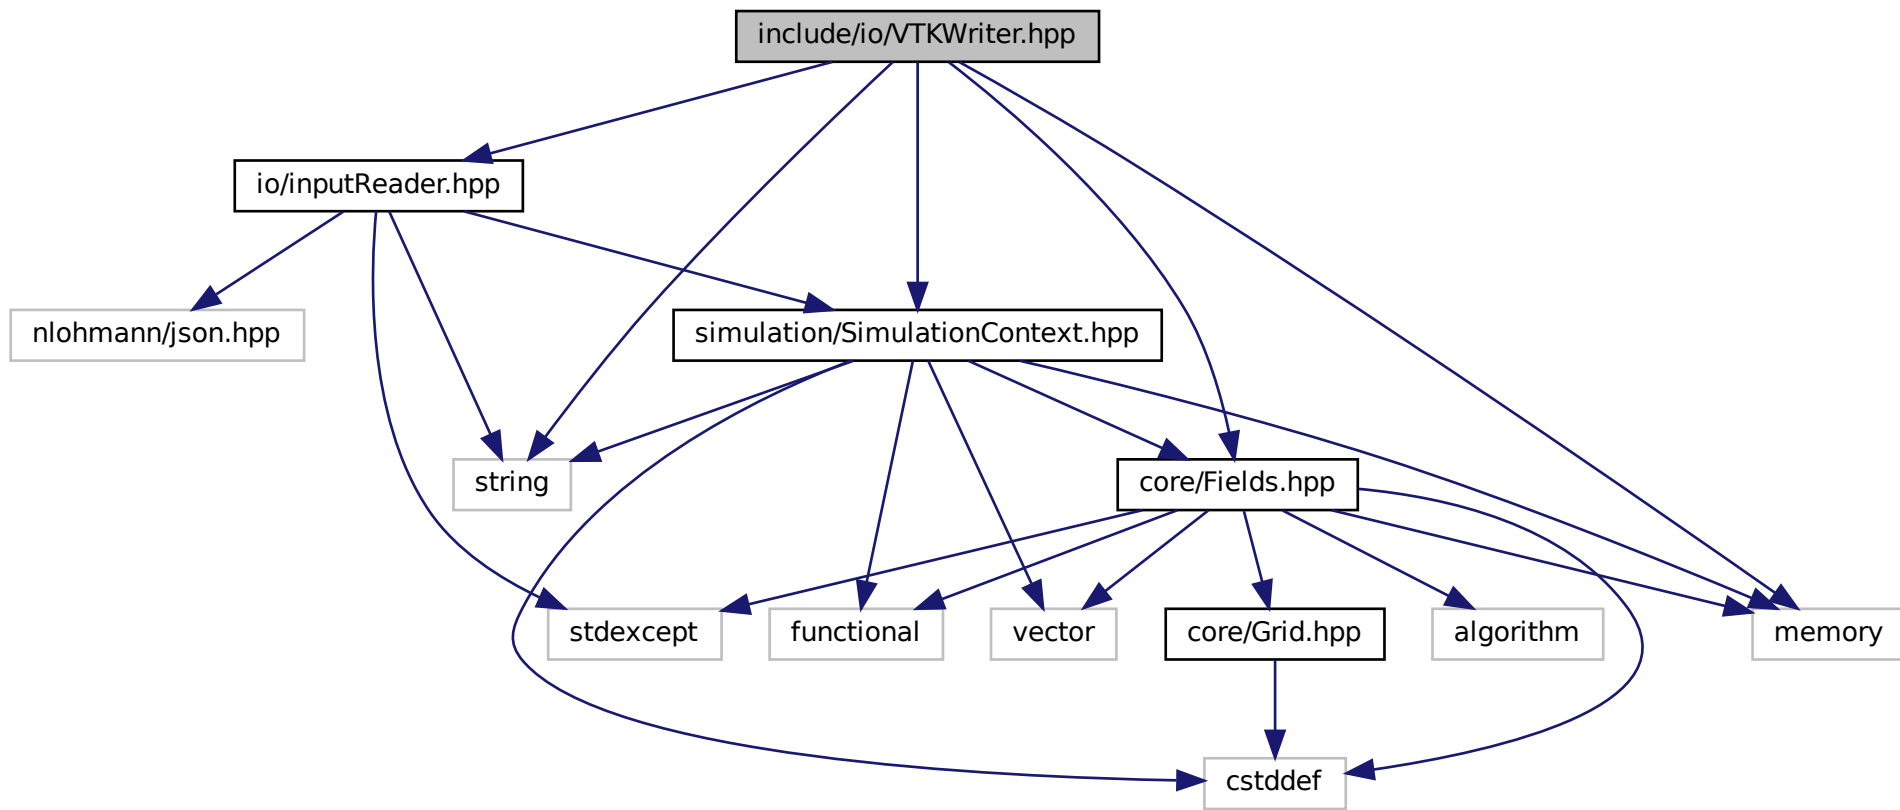 include/io/VTKWriter.hpp
io/inputReader.hpp
nlohmann/json.hpp
simulation/SimulationContext.hpp
string
core/Fields.hpp
stdexcept
functional
vector
core/Grid.hpp
algorithm
memory
cstddef